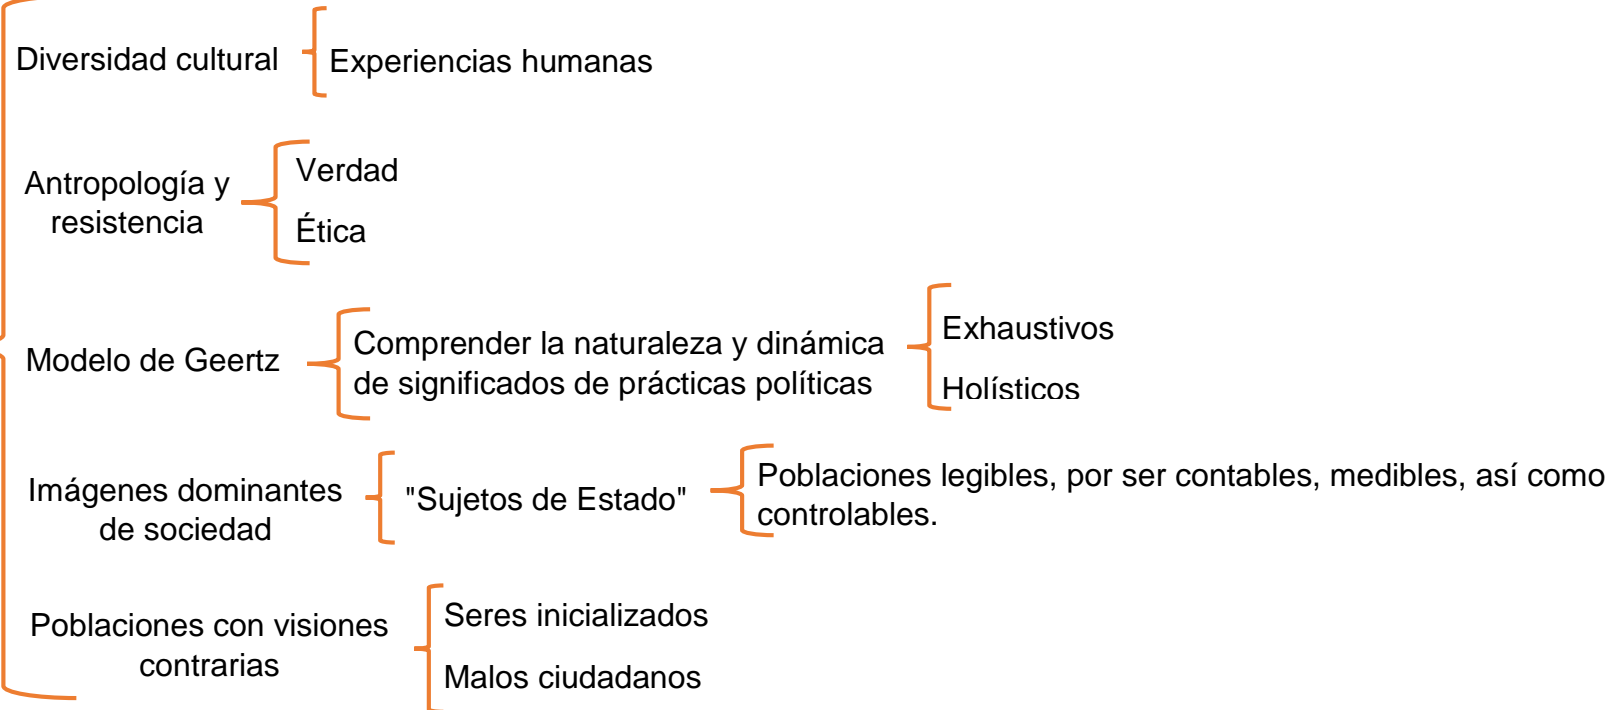 Diversidad cultural
Experiencias humanas
Antropología y
resistencia
Verdad
Ética
Modelo de Geertz
Comprender la naturaleza y dinámica
de significados de prácticas políticas
Exhaustivos
Holísticos
Imágenes dominantes
de sociedad
"Sujetos de Estado"
Poblaciones legibles, por ser contables, medibles, así como
controlables.
Poblaciones con visiones
contrarias
Seres inicializados
Malos ciudadanos